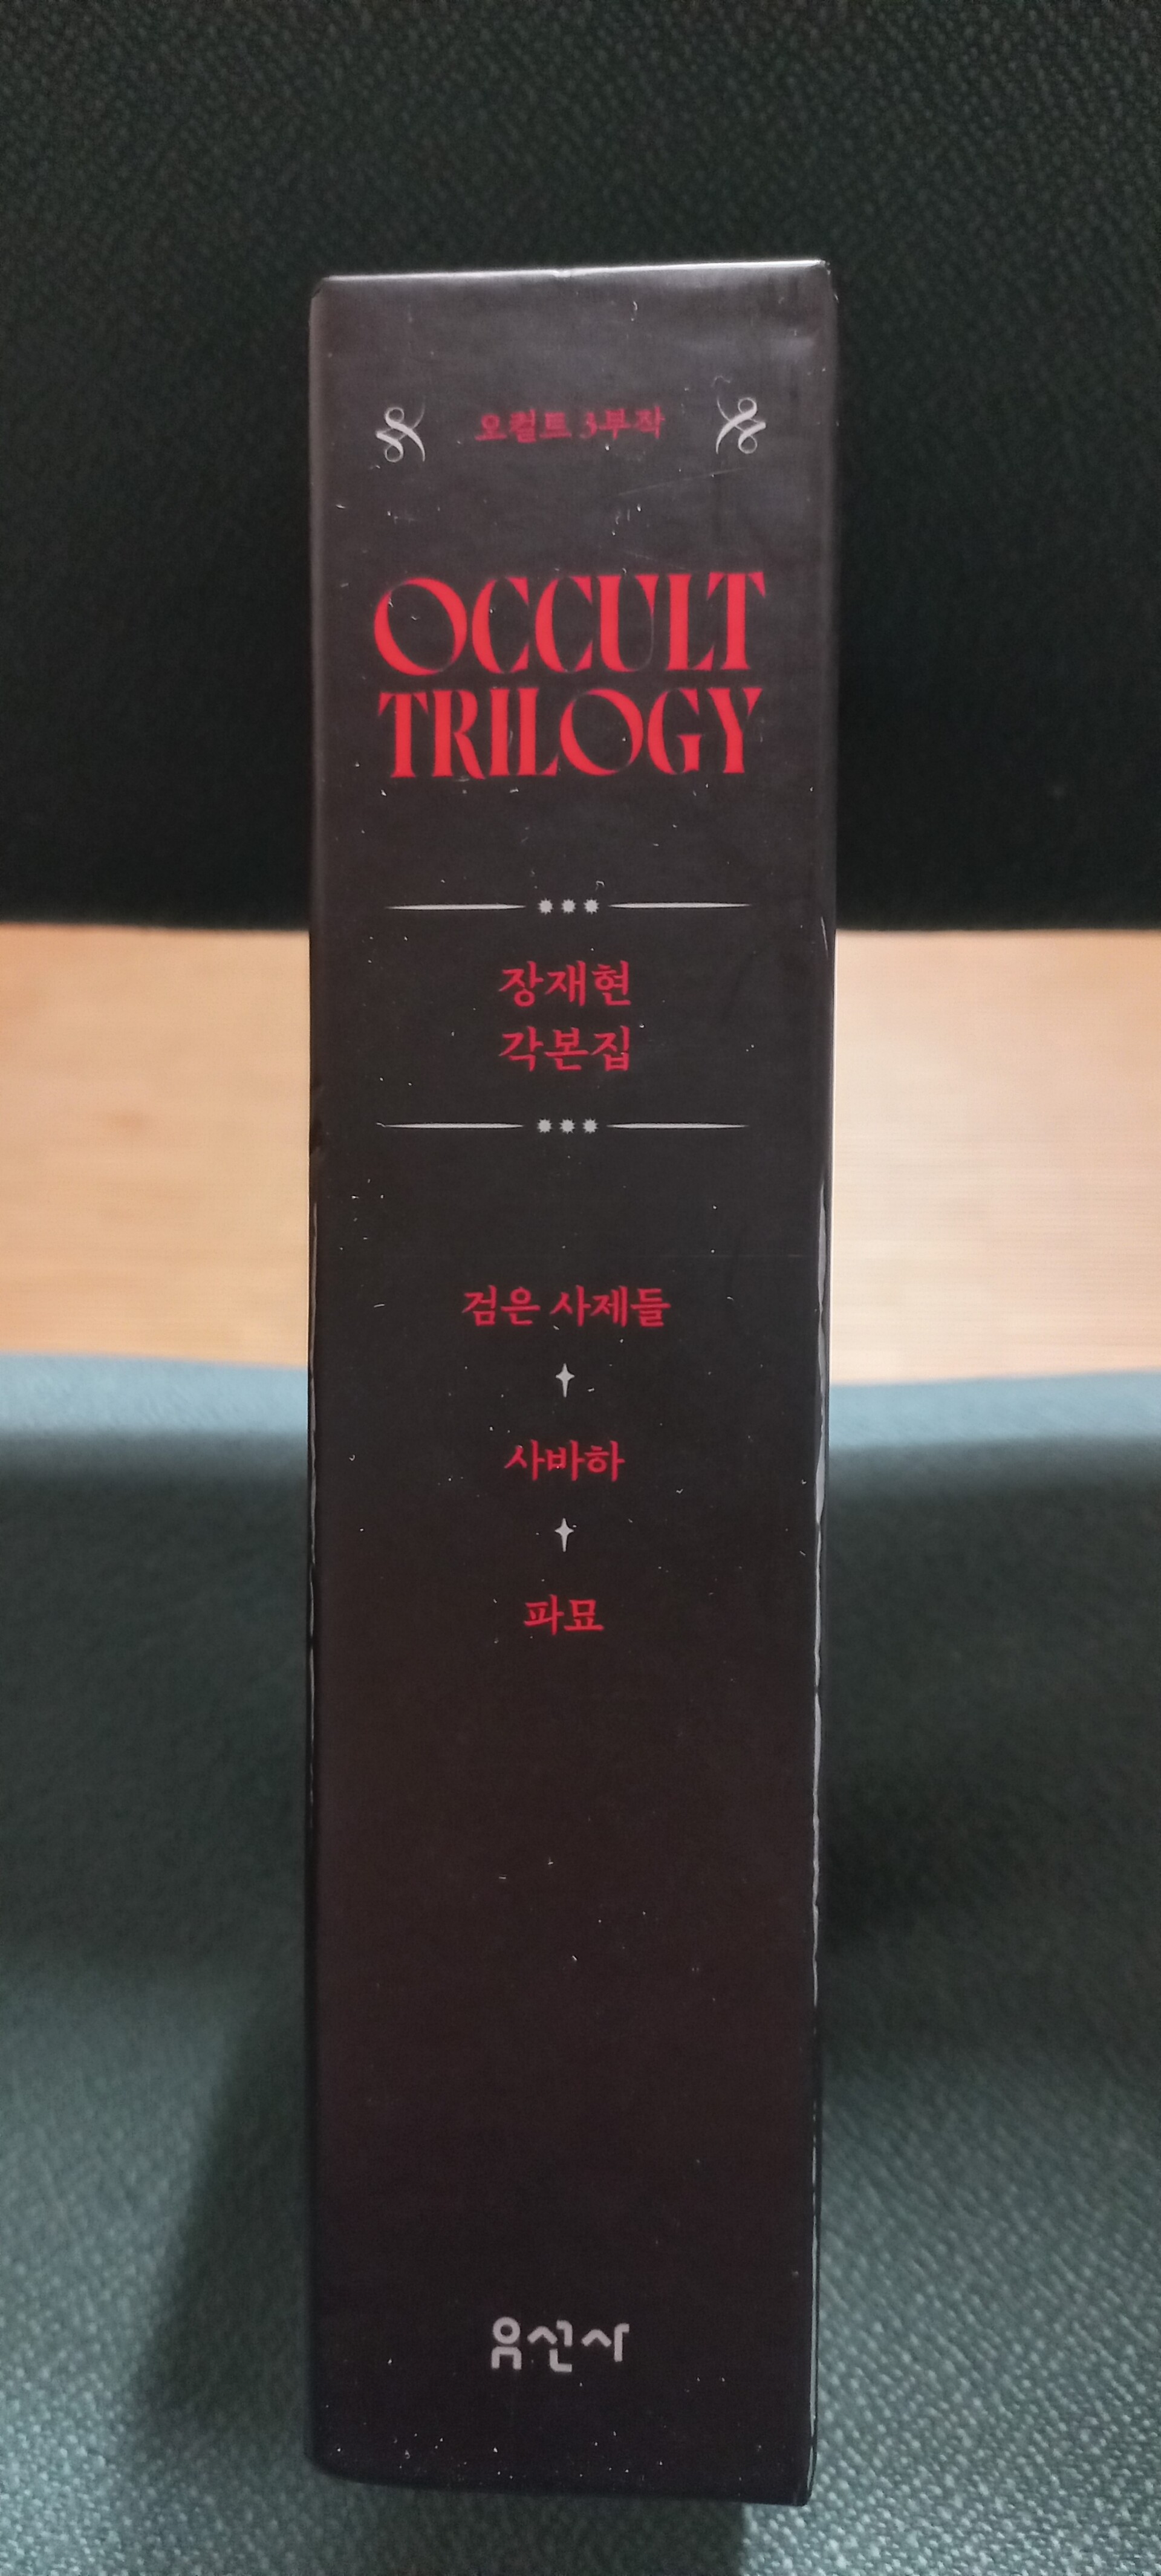 오컬트 3부작
OCCULT
TRILOGY
장재현
각본집
검은 사제들
사바하
파묘
유선사